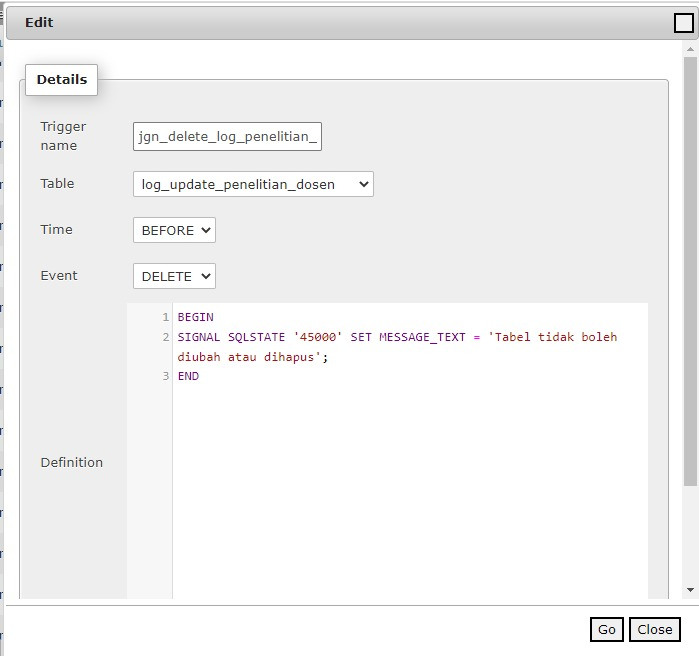 Edit
Details
Trigger name
jgn_delete_log_penelitian_
Table
log_update_penelitian_dosen
Time
BEFORE
Event
DELETE
Definition
1 BEGIN
2 SIGNAL SQLSTATE '45000' SET MESSAGE_TEXT = 'Tabel tidak boleh
diubah atau dihapus';
3 END
Go
Close